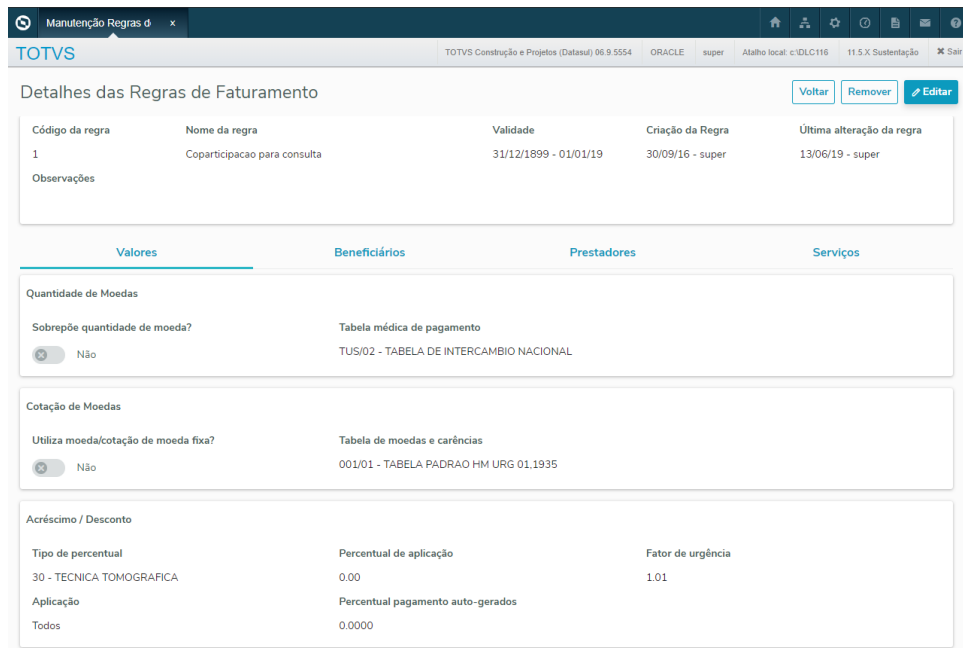 Manutenção Regras d x
TOTVS
TOTVS Construção e Projetos (Datasul) 06.9.5554 ORACLE super Atalho local: c:\DLC116 11.5.X Sustentação Sair
Detalhes das Regras de Faturamento
Voltar Remover Editar
Código da regra Nome da regra Validade Criação da Regra Última alteração da regra
1 Coparticipacao para consulta 31/12/1899 - 01/01/19 30/09/16 - super 13/06/19 - super
Observações
Valores Beneficiários Prestadores Serviços
Quantidade de Moedas
Sobrepõe quantidade de moeda? Tabela médica de pagamento
Não TUS/02 - TABELA DE INTERCAMBIO NACIONAL
Cotação de Moedas
Utiliza moeda/cotação de moeda fixa? Tabela de moedas e carências
Não 001/01 - TABELA PADRAO HM URG 01,1935
Acréscimo / Desconto
Tipo de percentual Percentual de aplicação Fator de urgência
30 - TECNICA TOMOGRAFICA 0.00 1.01
Aplicação Percentual pagamento auto-gerados
Todos 0.0000